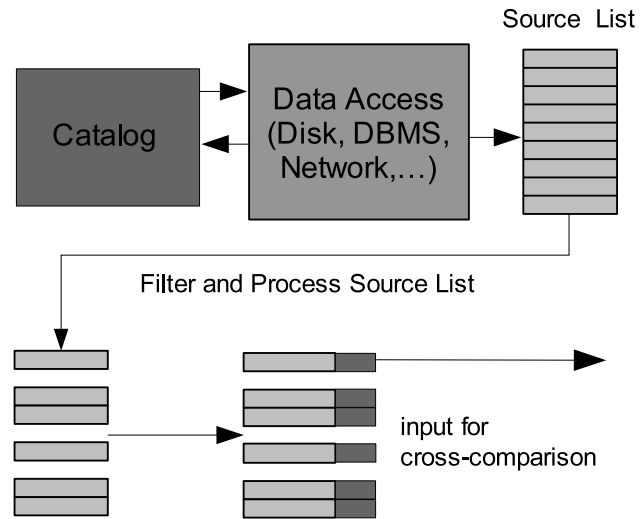 Source List
Catalog
Data Access
(Disk, DBMS,
Network,...)
Filter and Process Source List
input for
cross-comparison